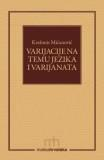 Krešimir Mićanović
VARIJACIJE NA
TEMU JEZIKA
I VARIJANATA